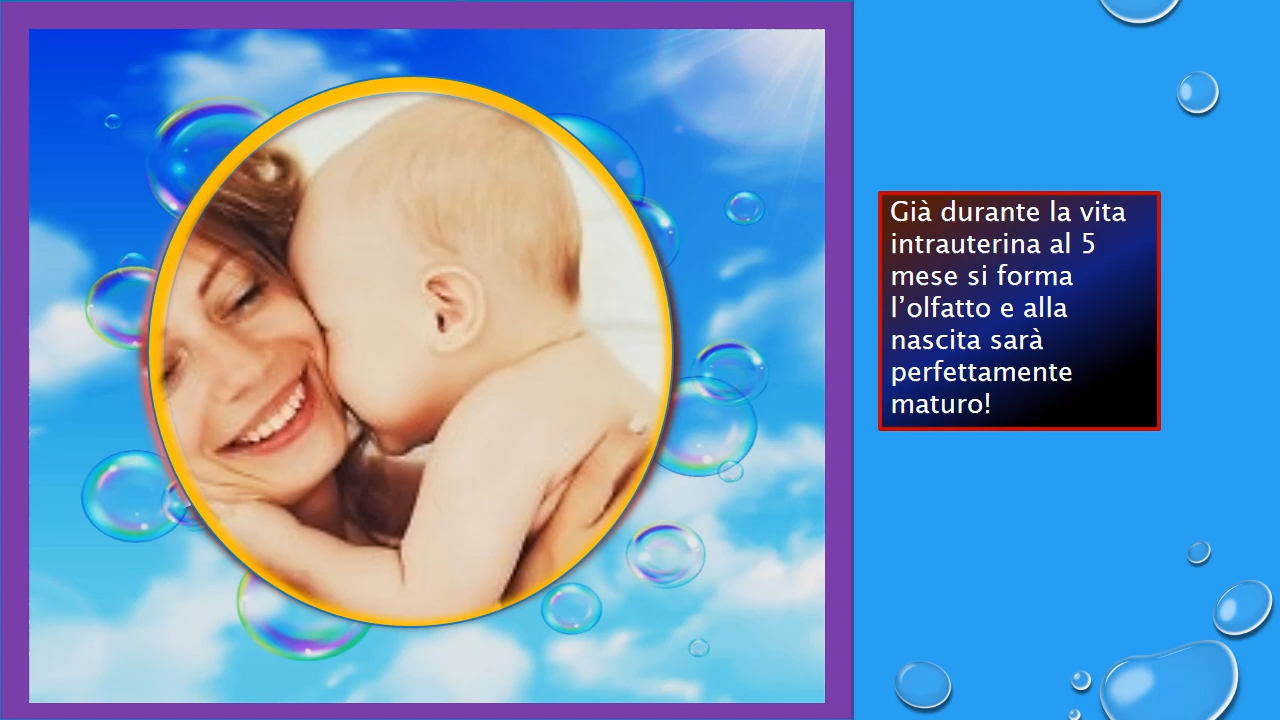 Già durante la vita
intrauterina al 5
mese si forma
l’olfatto e alla
nascita sarà
perfettamente
maturo!